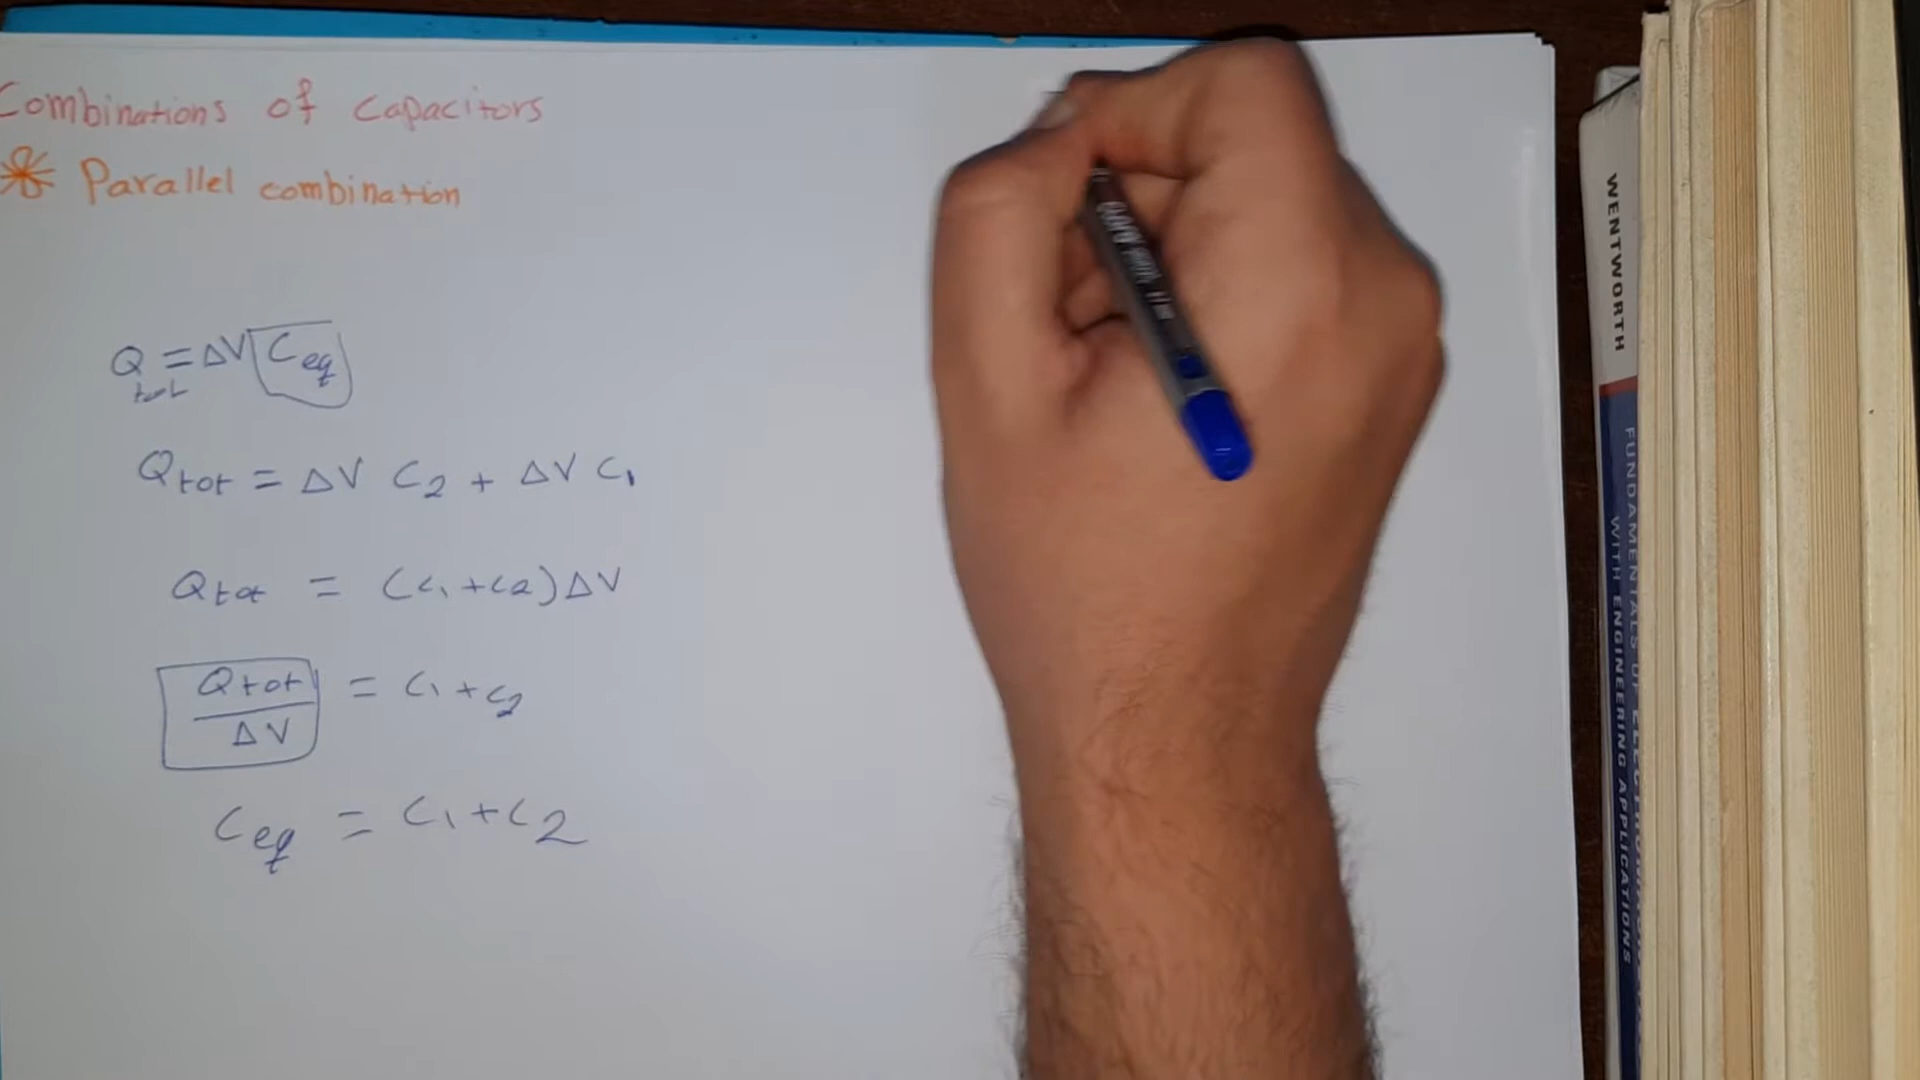 Combinations of capacitors
Parallel combination
Qtot = ΔV Ceq
Qtot = ΔV C2 + ΔV C1
Qtot = (C1 + C2) ΔV
Qtot
ΔV
= C1 + C2
Ceq = C1 + C2
WENTWORTH
FUNDAMENTALS OF
WITH ENGINEERING APPLICATIONS